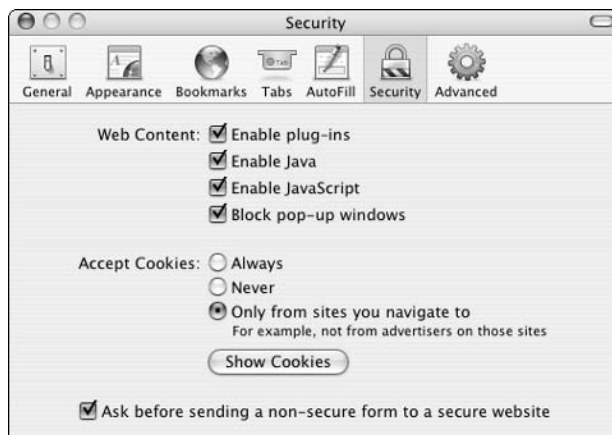 Security
General Appearance Bookmarks Tabs AutoFill Security Advanced
Web Content: Enable plug-ins
Enable Java
Enable JavaScript
Block pop-up windows
Accept Cookies: Always
Never
Only from sites you navigate to
For example, not from advertisers on those sites
Show Cookies
Ask before sending a non-secure form to a secure website